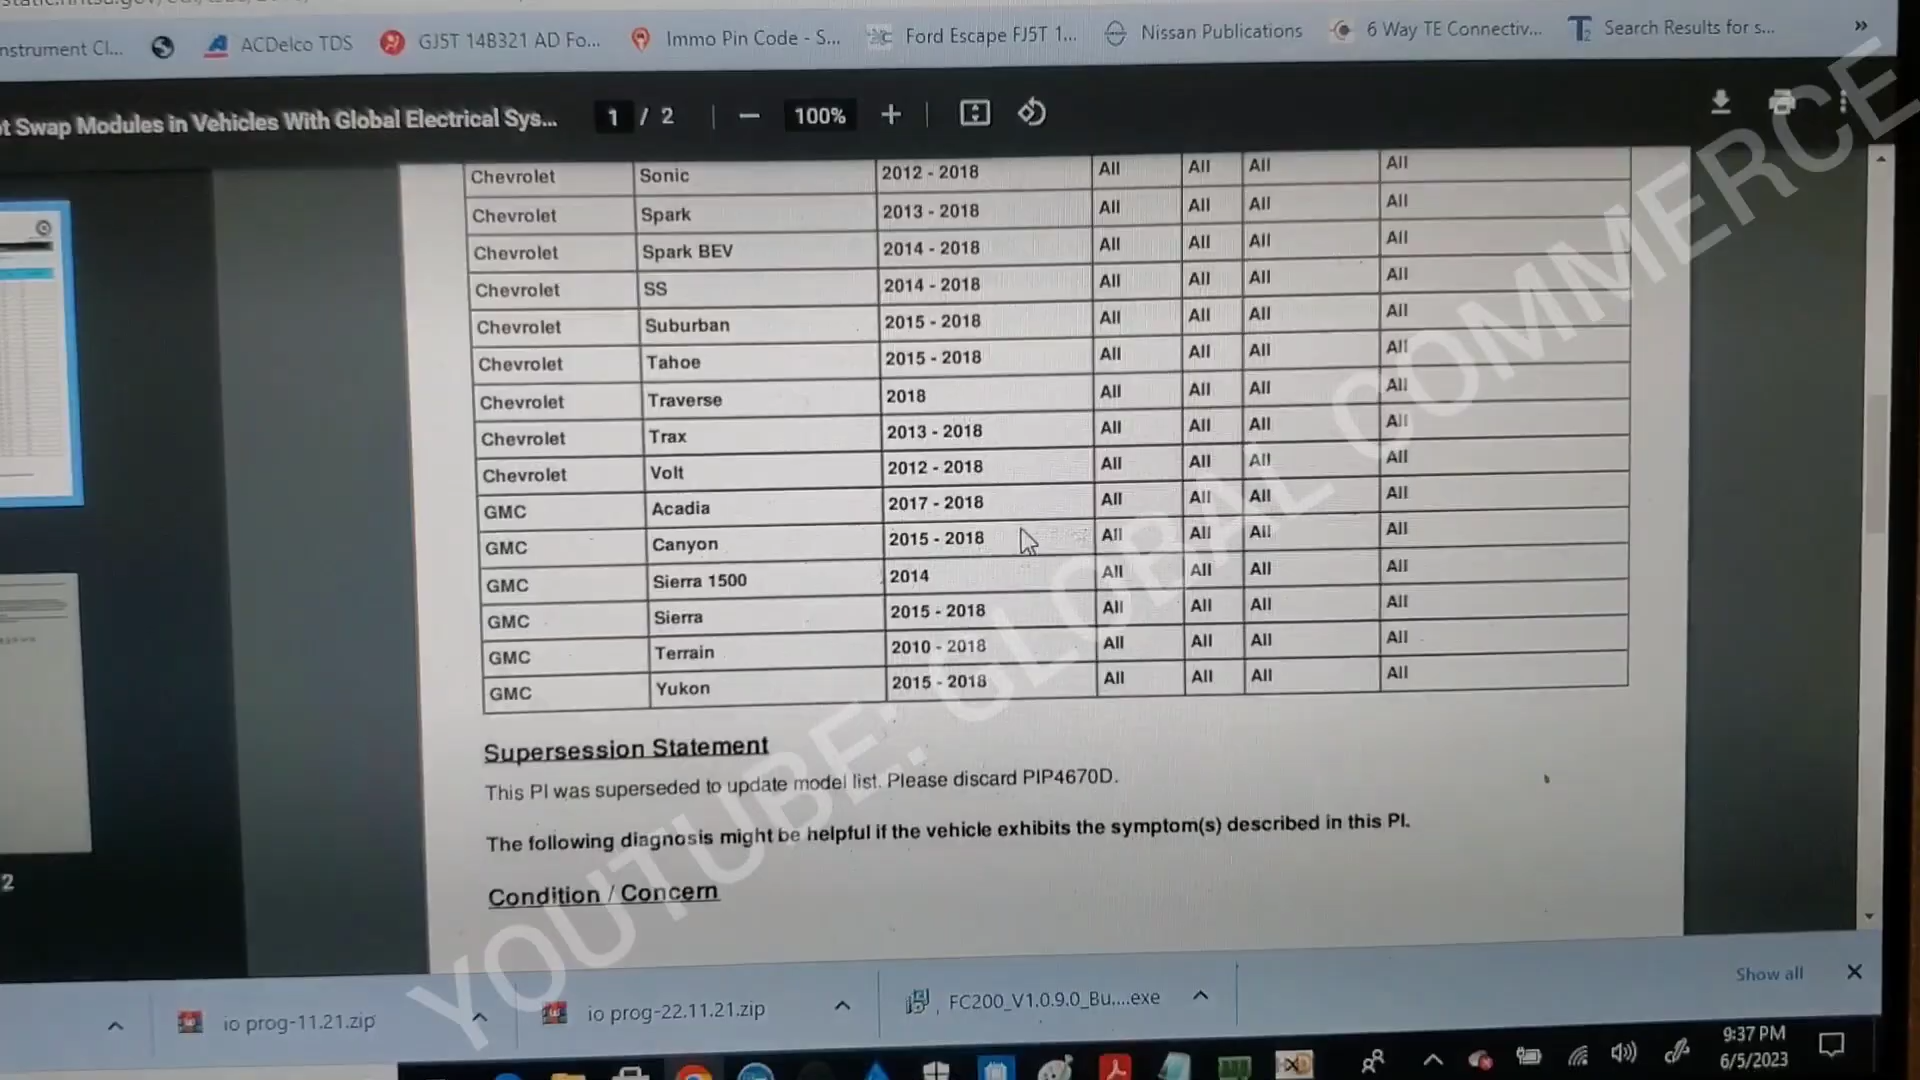 nstrument Cl... ACDelco TDS GJ5T 14B321 AD Fo... Immo Pin Code - S... Ford Escape FJ5T 1... Nissan Publications 6 Way TE Connectiv... Search Results for s... »
t Swap Modules in Vehicles With Global Electrical Sys... 1 / 2 — 100% +
Chevrolet Sonic 2012 - 2018 All All All All
Chevrolet Spark 2013 - 2018 All All All All
Chevrolet Spark BEV 2014 - 2018 All All All All
Chevrolet SS 2014 - 2018 All All All All
Chevrolet Suburban 2015 - 2018 All All All All
Chevrolet Tahoe 2015 - 2018 All All All All
Chevrolet Traverse 2018 All All All All
Chevrolet Trax 2013 - 2018 All All All All
Chevrolet Volt 2012 - 2018 All All All All
GMC Acadia 2017 - 2018 All All All All
GMC Canyon 2015 - 2018 All All All All
GMC Sierra 1500 2014 All All All All
GMC Sierra 2015 - 2018 All All All All
GMC Terrain 2010 - 2018 All All All All
GMC Yukon 2015 - 2018 All All All All
Supersession Statement
This PI was superseded to update model list. Please discard PIP4670D.
The following diagnosis might be helpful if the vehicle exhibits the symptom(s) described in this PI.
Condition / Concern
2
YOUTUBE: GLOBAL COMMERCE
io prog-11.21.zip io prog-22.11.21.zip FC200_V1.0.9.0_Bu....exe Show all
9:37 PM
6/5/2023